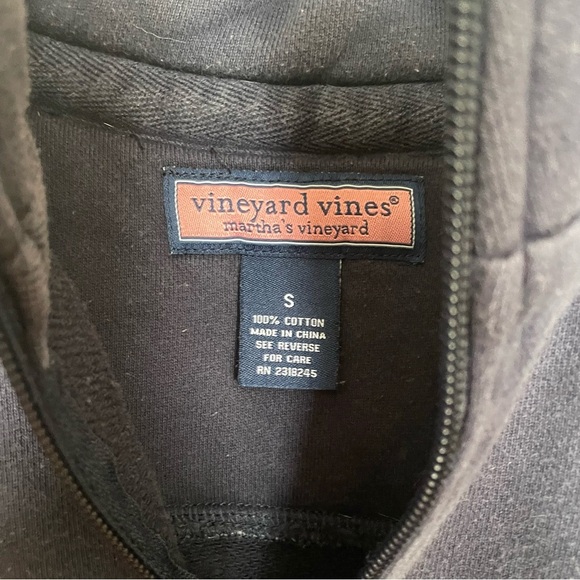 vineyard vines®
martha's vineyard
S
100% COTTON
MADE IN CHINA
SEE REVERSE
FOR CARE
RN 2318245